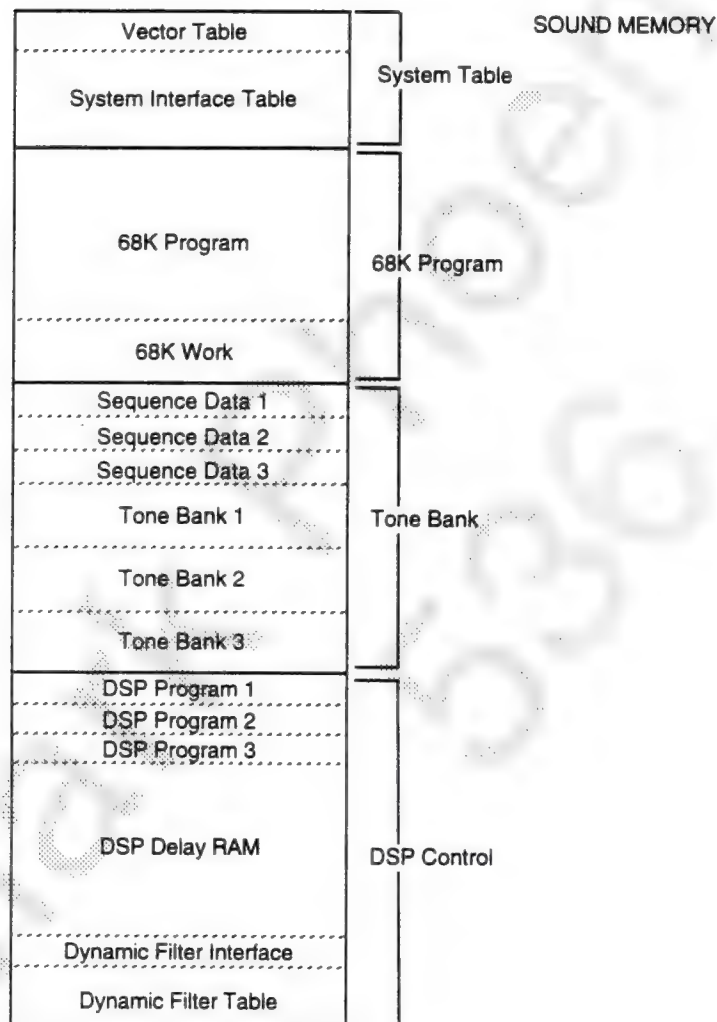 SOUND MEMORY
Vector Table
System Interface Table
System Table
68K Program
68K Work
68K Program
Sequence Data 1
Sequence Data 2
Sequence Data 3
Tone Bank 1
Tone Bank 2
Tone Bank 3
Tone Bank
DSP Program 1
DSP Program 2
DSP Program 3
DSP Delay RAM
Dynamic Filter Interface
Dynamic Filter Table
DSP Control